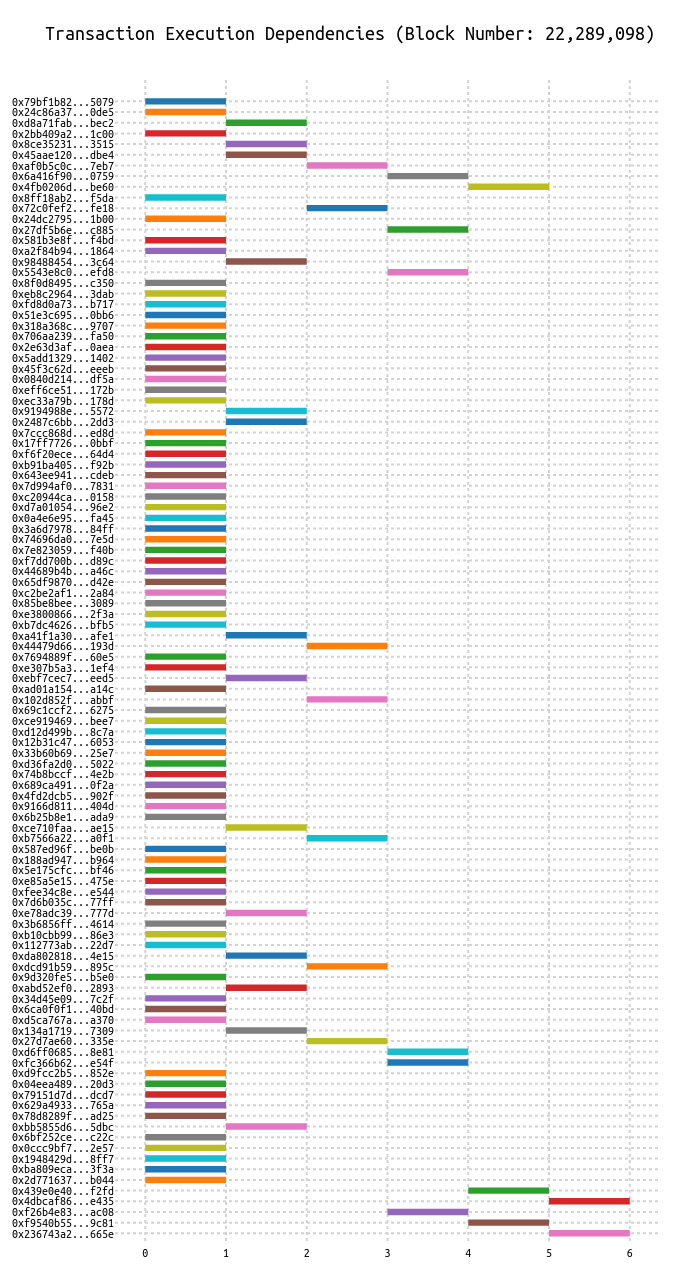 Transaction Execution Dependencies (Block Number: 22,289,098)
0x79bf1b82...5079
0x24c86a37...0de5
0xd8a71fab...bec2
0x2bb409a2...1c00
0x8ce35231...3515
0x45aae120...dbe4
0xaf0b5c0c...7eb7
0x6a416f90...0759
0x4fb0206d...be60
0x8ff18ab2...f5da
0x72c0fef2...fe18
0x24dc2795...1b00
0x27df5b6e...c885
0x581b3e8f...f4bd
0xa2f84b94...1864
0x98488454...3c64
0x5543e8c0...efd8
0x8f0d8495...c350
0xeb8c2964...3dab
0xfd8d0a73...b717
0x51e3c695...0bb6
0x318a368c...9707
0x706aa239...fa50
0x2e63d3af...0aea
0x5add1329...1402
0x45f3c62d...eeeb
0x0840d214...df5a
0xeff6ce51...172b
0xec33a79b...178d
0x9194988e...5572
0x2487c6bb...2dd3
0x7ccc868d...ed8d
0x17ff7726...0bbf
0xf6f20ece...64d4
0xb91ba405...f92b
0x643ee941...cdeb
0x7d994af0...7831
0xc20944ca...0158
0xd7a01054...96e2
0x0a4e6e95...fa45
0x3a6d7978...84ff
0x74696da0...7e5d
0x7e823059...f40b
0xf7dd700b...d89c
0x44689b4b...a46c
0x65df9870...d42e
0xc2be2af1...2a84
0x85be8bee...3089
0xe3800866...2f3a
0xb7dc4626...bfb5
0xa41f1a30...afe1
0x44479d66...193d
0x7694889f...60e5
0xe307b5a3...1ef4
0xebf7cec7...eed5
0xad01a154...a14c
0x102d852f...abbf
0x69c1ccf2...6275
0xce919469...bee7
0xd12d499b...8c7a
0x12b31c47...6053
0x33b60b69...25e7
0xd36fa2d0...5022
0x74b8bccf...4e2b
0x689ca491...0f2a
0x4fd2dcb5...902f
0x9166d811...404d
0x6b25b8e1...ada9
0xce710faa...ae15
0xb7566a22...a0f1
0x587ed96f...be0b
0x188ad947...b964
0x5e175cfc...bf46
0xe85a5e15...475e
0xfee34c8e...e544
0x7d6b035c...77ff
0xe78adc39...777d
0x3b6856ff...4614
0xb10cbb99...86e3
0x112773ab...22d7
0xda802818...4e15
0xdcd91b59...895c
0x9d320fe5...b5e0
0xabd52ef0...2893
0x34d45e09...7c2f
0x6ca0f0f1...40bd
0xd5ca767a...a370
0x134a1719...7309
0x27d7ae60...335e
0xd6ff0685...8e81
0xfc366b62...e54f
0xd9fcc2b5...852e
0x04eea489...20d3
0x79151d7d...dcd7
0x629a4933...765a
0x78d8289f...ad25
0xbb5855d6...5dbc
0x6bf252ce...c22c
0x0ccc9bf7...2e57
0x1948429d...8ff7
0xba809eca...3f3a
0x2d771637...b044
0x439e0e40...f2fd
0x4dbcaf86...e435
0xf26b4e83...ac08
0xf9540b55...9c81
0x236743a2...665e
0 1 2 3 4 5 6